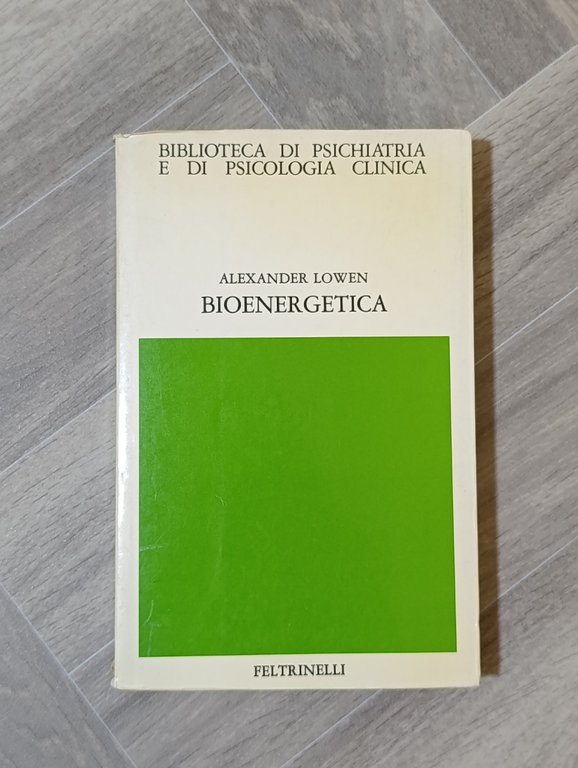 BIBLIOTECA DI PSICHIATRIA
E DI PSICOLOGIA CLINICA
ALEXANDER LOWEN
BIOENERGETICA
FELTRINELLI